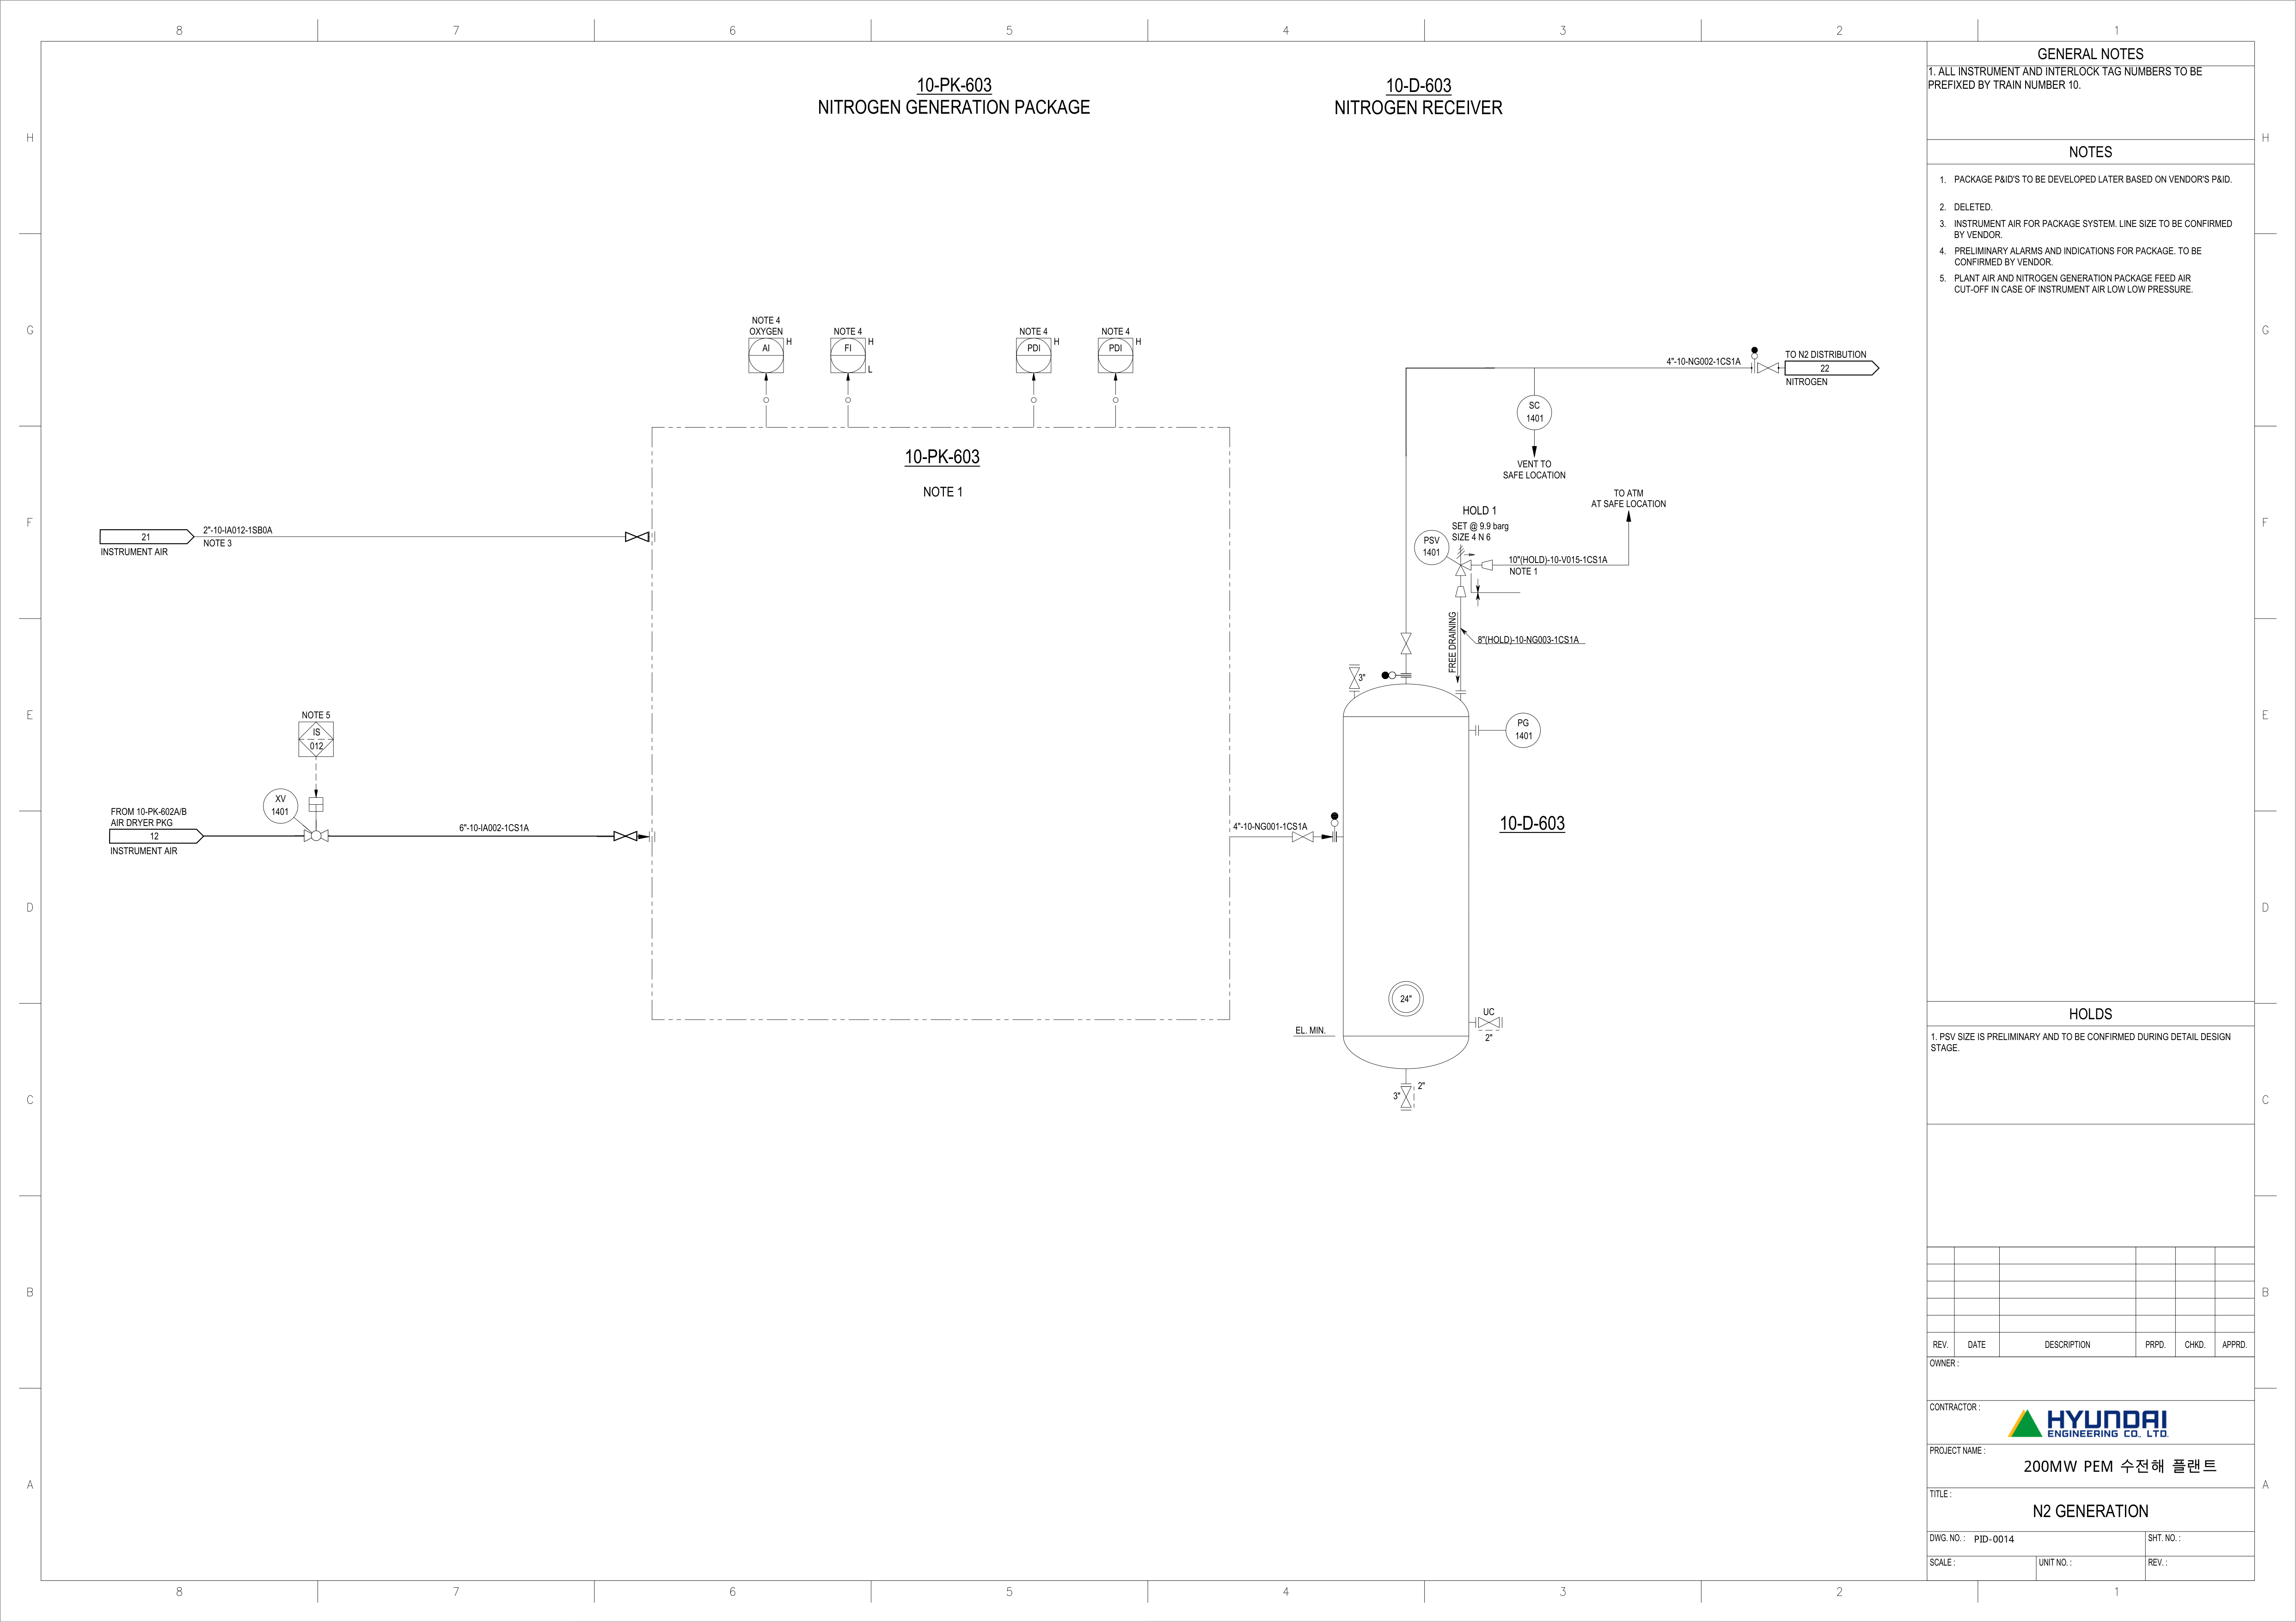 8 7 6 5 4 3 2 1
10-PK-603
NITROGEN GENERATION PACKAGE
10-D-603
NITROGEN RECEIVER
GENERAL NOTES
1. ALL INSTRUMENT AND INTERLOCK TAG NUMBERS TO BE
PREFIXED BY TRAIN NUMBER 10.
H
H
NOTES
1. PACKAGE P&ID'S TO BE DEVELOPED LATER BASED ON VENDOR'S P&ID.
2. DELETED.
3. INSTRUMENT AIR FOR PACKAGE SYSTEM. LINE SIZE TO BE CONFIRMED
BY VENDOR.
4. PRELIMINARY ALARMS AND INDICATIONS FOR PACKAGE. TO BE
CONFIRMED BY VENDOR.
5. PLANT AIR AND NITROGEN GENERATION PACKAGE FEED AIR
CUT-OFF IN CASE OF INSTRUMENT AIR LOW LOW PRESSURE.
G
G
NOTE 4
OXYGEN
AI
H
NOTE 4
FI
H
L
NOTE 4
PDI
H
NOTE 4
PDI
H
4"-10-NG002-1CS1A
TO N2 DISTRIBUTION
22
NITROGEN
SC
1401
VENT TO
SAFE LOCATION
10-PK-603
NOTE 1
TO ATM
AT SAFE LOCATION
F
F
21
INSTRUMENT AIR
2"-10-IA012-1SB0A
NOTE 3
HOLD 1
SET @ 9.9 barg
SIZE 4 N 6
PSV
1401
10"(HOLD)-10-V015-1CS1A
NOTE 1
FREE DRAINING
8"(HOLD)-10-NG003-1CS1A
3"
E
E
PG
1401
NOTE 5
IS
012
XV
1401
FROM 10-PK-602A/B
AIR DRYER PKG
12
INSTRUMENT AIR
6"-10-IA002-1CS1A
4"-10-NG001-1CS1A
10-D-603
D
D
24"
UC
2"
EL. MIN.
2"
3"
HOLDS
1. PSV SIZE IS PRELIMINARY AND TO BE CONFIRMED DURING DETAIL DESIGN
STAGE.
C
C
B
B
REV. DATE DESCRIPTION PRPD. CHKD. APPRD.
OWNER :
CONTRACTOR :
HYUNDAI
ENGINEERING CO., LTD.
PROJECT NAME :
200MW PEM 수전해 플랜트
A
A
TITLE :
N2 GENERATION
DWG. NO. : PID-0014
SHT. NO. :
SCALE :
UNIT NO. :
REV. :
8 7 6 5 4 3 2 1